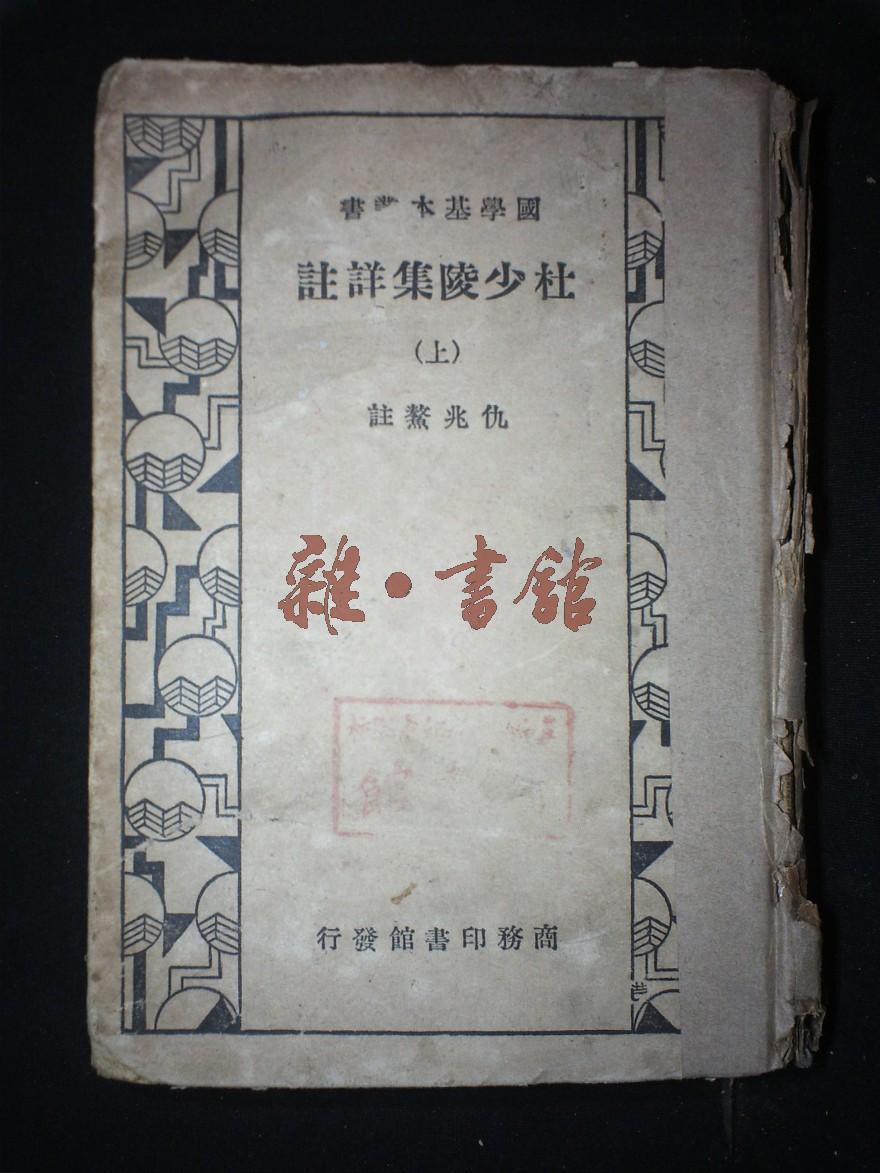 國學基本叢書
杜少陵集詳註
（上）
仇兆鰲註
雜·書館
館
商務印書館發行